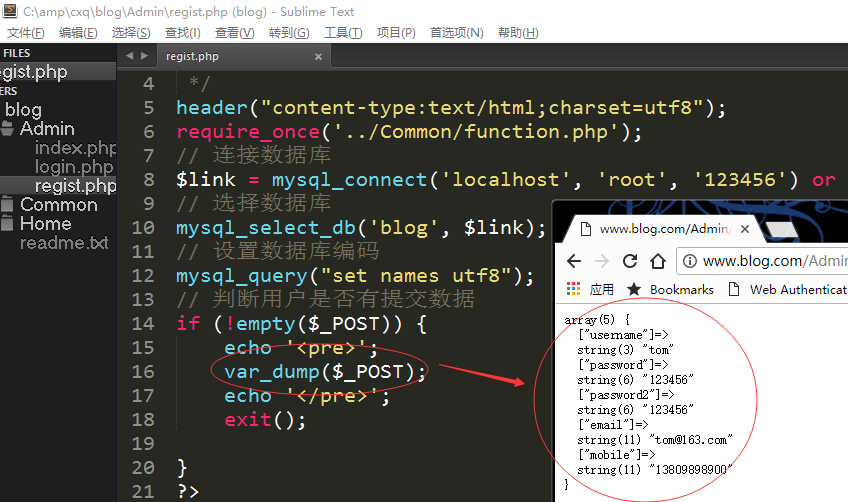 C:\amp\cxq\blog\Admin\regist.php (blog) - Sublime Text
文件(F) 编辑(E) 选择(S) 查找(I) 查看(V) 转到(G) 工具(T) 项目(P) 首选项(N) 帮助(H)
FILES
egist.php
ERS
blog
Admin
index.php
login.php
regist.php
Common
Home
readme.txt
regist.php
4 */
5 header("content-type:text/html;charset=utf8");
6 require_once('../Common/function.php');
7 // 连接数据库
8 $link = mysql_connect('localhost', 'root', '123456') or
9 // 选择数据库
10 mysql_select_db('blog', $link);
11 // 设置数据库编码
12 mysql_query("set names utf8");
13 // 判断用户是否有提交数据
14 if (!empty($_POST)) {
15 echo '<pre>';
16 var_dump($_POST);
17 echo '</pre>';
18 exit();
19
20 }
21 ?>
www.blog.com/Admin/
www.blog.com/Admin
应用 Bookmarks Web Authenticat
array(5) {
["username"]=>
string(3) "tom"
["password"]=>
string(6) "123456"
["password2"]=>
string(6) "123456"
["email"]=>
string(11) "tom@163.com"
["mobile"]=>
string(11) "13809898900"
}